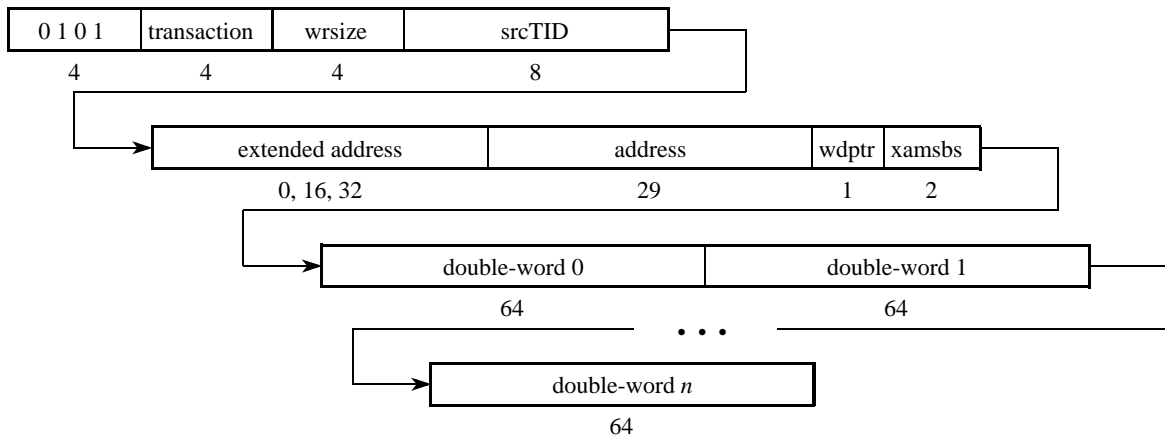 0 1 0 1 transaction wrsize srcTID
4 4 4 8
extended address address wdptr xamsbs
0, 16, 32 29 1 2
double-word 0 double-word 1
64 64
• • •
double-word n
64